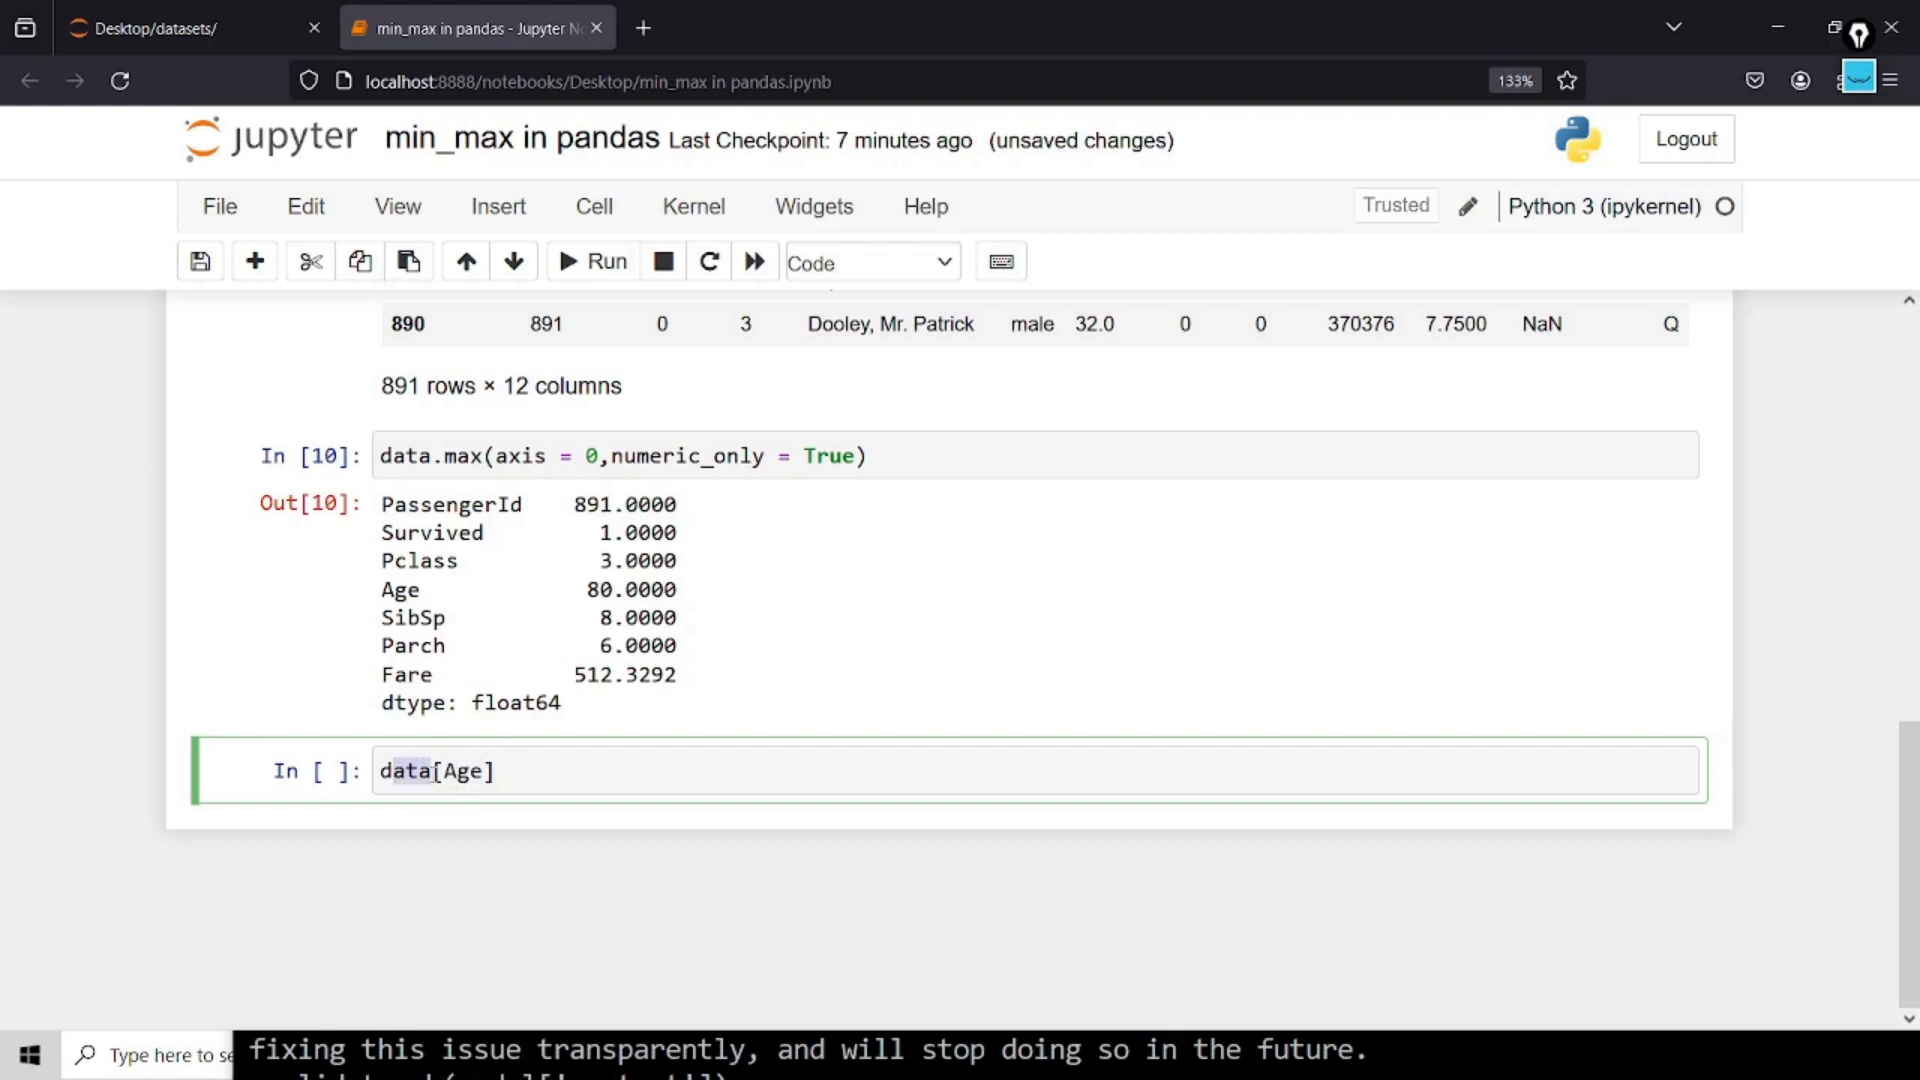 Desktop/datasets/
min_max in pandas - Jupyter No
localhost:8888/notebooks/Desktop/min_max in pandas.ipynb
133%
jupyter min_max in pandas Last Checkpoint: 7 minutes ago (unsaved changes)
Logout
File Edit View Insert Cell Kernel Widgets Help
Trusted
Python 3 (ipykernel)
Run
Code
890 891 0 3 Dooley, Mr. Patrick male 32.0 0 0 370376 7.7500 NaN Q
891 rows × 12 columns
In [10]: data.max(axis = 0,numeric_only = True)
Out[10]: PassengerId 891.0000
Survived 1.0000
Pclass 3.0000
Age 80.0000
SibSp 8.0000
Parch 6.0000
Fare 512.3292
dtype: float64
In [ ]: data[Age]
Type here to se
fixing this issue transparently, and will stop doing so in the future.